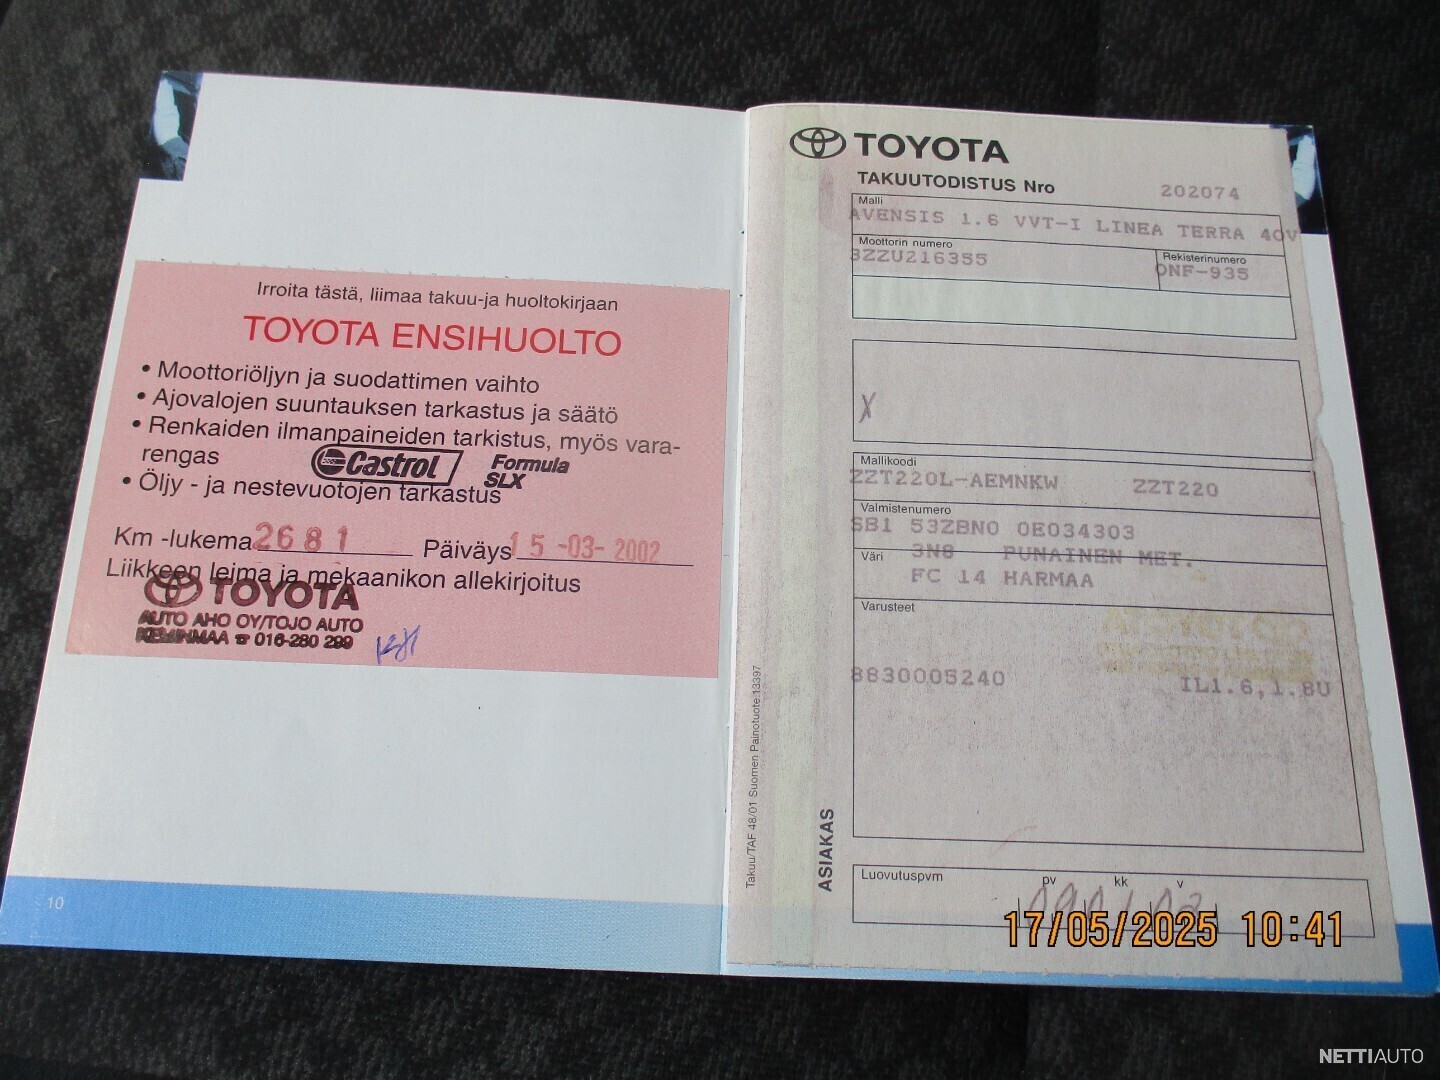 Irroita tästä, liimaa takuu-ja huoltokirjaan
TOYOTA ENSIHUOLTO
• Moottoriöljyn ja suodattimen vaihto
• Ajovalojen suuntauksen tarkastus ja säätö
• Renkaiden ilmanpaineiden tarkistus, myös vara-
rengas
Castrol Formula SLX
• Öljy - ja nestevuotojen tarkastus
Km -lukema 2681 Päiväys 15-03-2002
Liikkeen leima ja mekaanikon allekirjoitus
TOYOTA
AUTO AHO OY/TOJO AUTO
KEMINMAA ☎ 016-280 299
10
TOYOTA
TAKUUTODISTUS Nro 202074
Malli
AVENSIS 1.6 VVT-I LINEA TERRA 4OV
Moottorin numero
3ZZU216355
Rekisterinumero
ONF-935
X
Mallikoodi
ZZT220L-AEMNKW ZZT220
Valmistenumero
SB1 53ZBN0 0E034303
Väri 3N8 PUNAINEN MET.
FC 14 HARMAA
Varusteet
8830005240 IL1.6,1.8U
Takuu/TAF 48/01 Suomen Painotuote 13397
ASIAKAS
Luovutuspvm pv kk v
090102
17/05/2025 10:41
NETTIAUTO